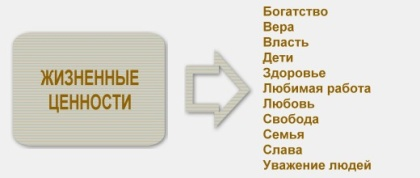 ЖИЗНЕННЫЕ
ЦЕННОСТИ
Богатство
Вера
Власть
Дети
Здоровье
Любимая работа
Любовь
Свобода
Семья
Слава
Уважение людей